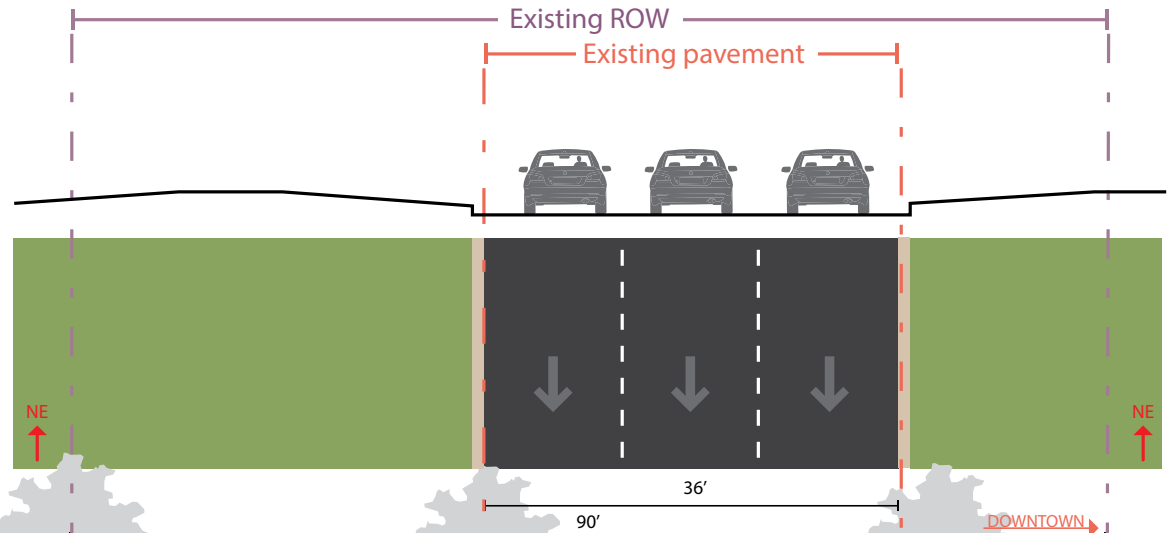 Existing ROW
Existing pavement
NE
NE
36’
90’
DOWNTOWN